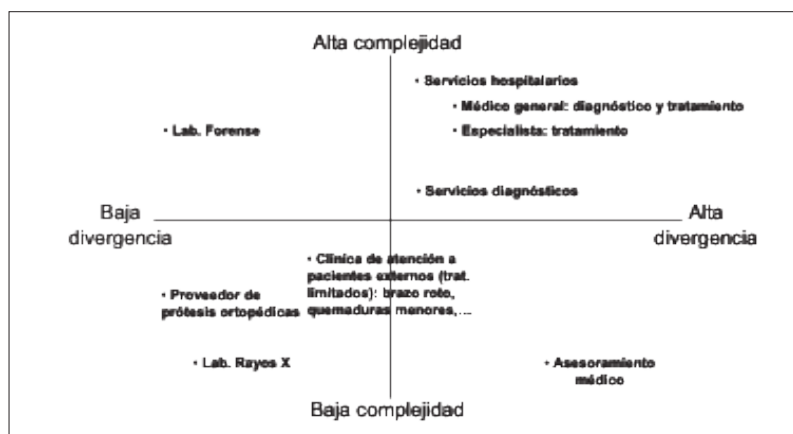 Alta complejidad
• Servicios hospitalarios
• Médico general: diagnóstico y tratamiento
• Lab. Forense
• Especialista: tratamiento
• Servicios diagnósticos
Baja
divergencia
Alta
divergencia
• Clínica de atención a
pacientes externos (trat.
limitados): brazo roto,
quemaduras menores,...
• Proveedor de
prótesis ortopédicas
• Lab. Rayos X
• Asesoramiento
médico
Baja complejidad